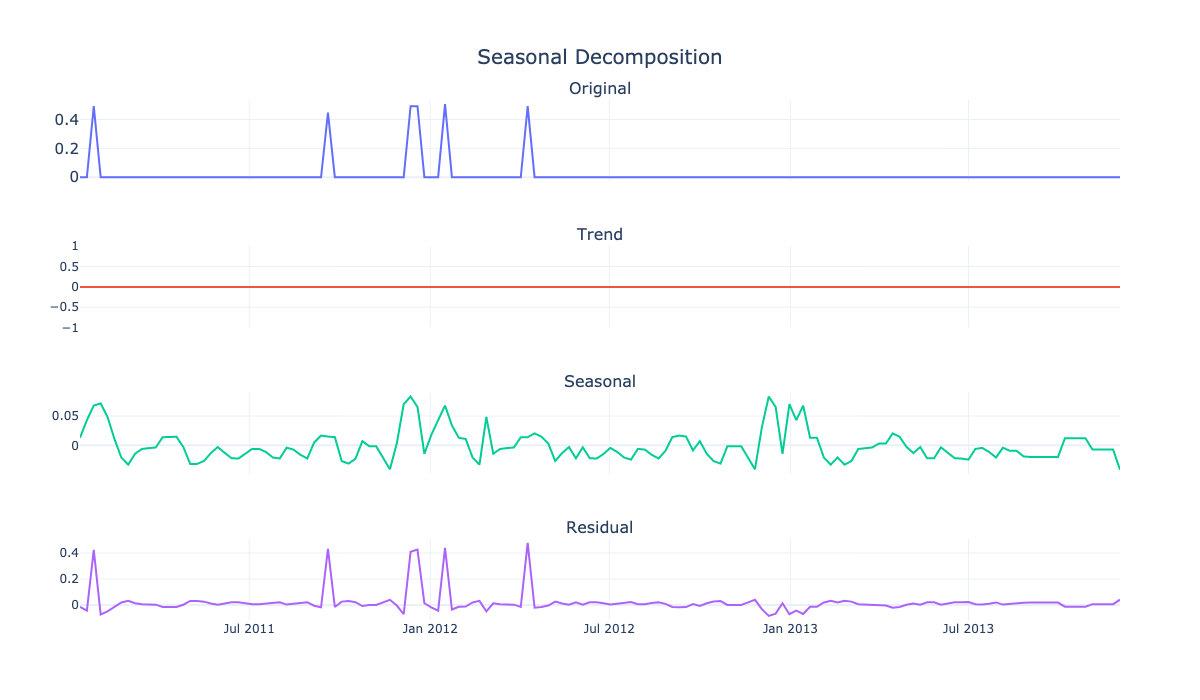 Seasonal Decomposition
Original
0.4
0.2
0
Trend
1
0.5
0
−0.5
−1
Seasonal
0.05
0
Residual
0.4
0.2
0
Jul 2011 Jan 2012 Jul 2012 Jan 2013 Jul 2013